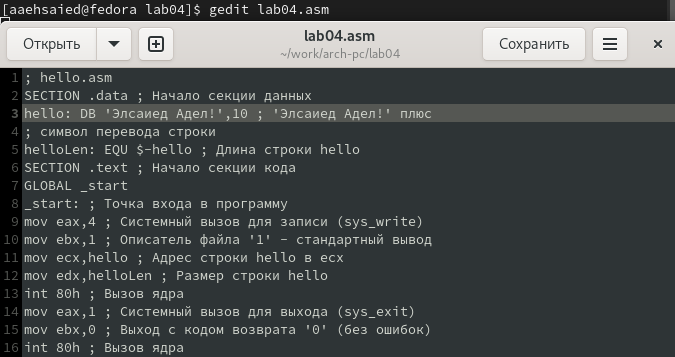 [aaehsaied@fedora lab04]$ gedit lab04.asm
Открыть
lab04.asm
~/work/arch-pc/lab04
Сохранить
1 ; hello.asm
2 SECTION .data ; Начало секции данных
3 hello: DB 'Элсаиед Адел!',10 ; 'Элсаиед Адел!' плюс
4 ; символ перевода строки
5 helloLen: EQU $-hello ; Длина строки hello
6 SECTION .text ; Начало секции кода
7 GLOBAL _start
8 _start: ; Точка входа в программу
9 mov eax,4 ; Системный вызов для записи (sys_write)
10 mov ebx,1 ; Описатель файла '1' - стандартный вывод
11 mov ecx,hello ; Адрес строки hello в ecx
12 mov edx,helloLen ; Размер строки hello
13 int 80h ; Вызов ядра
14 mov eax,1 ; Системный вызов для выхода (sys_exit)
15 mov ebx,0 ; Выход с кодом возврата '0' (без ошибок)
16 int 80h ; Вызов ядра